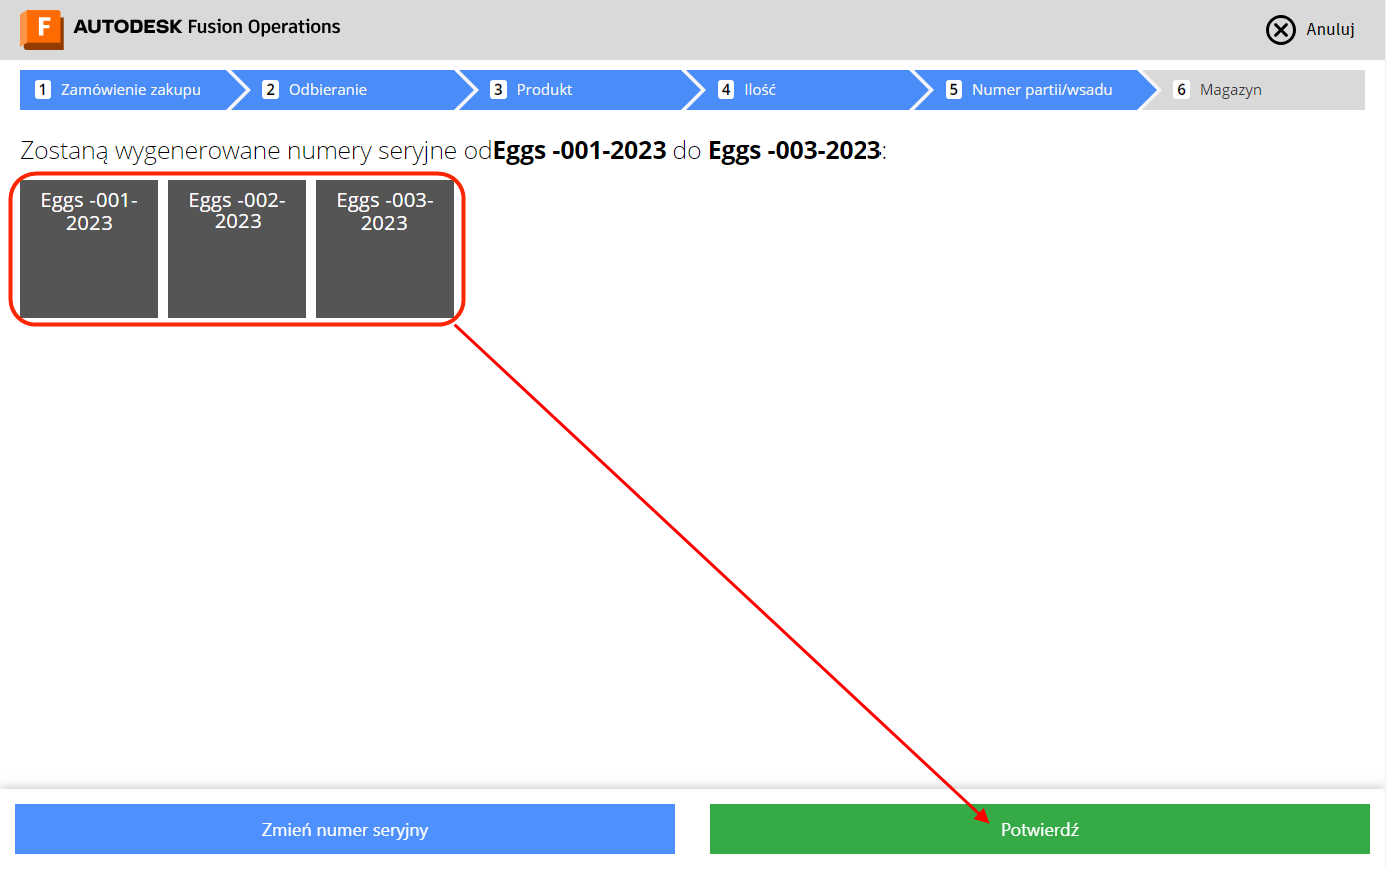 F AUTODESK Fusion Operations
Anuluj
1 Zamówienie zakupu
2 Odbieranie
3 Produkt
4 Ilość
5 Numer partii/wsadu
6 Magazyn
Zostaną wygenerowane numery seryjne odEggs -001-2023 do Eggs -003-2023:
Eggs -001-
2023
Eggs -002-
2023
Eggs -003-
2023
Zmień numer seryjny
Potwierdź